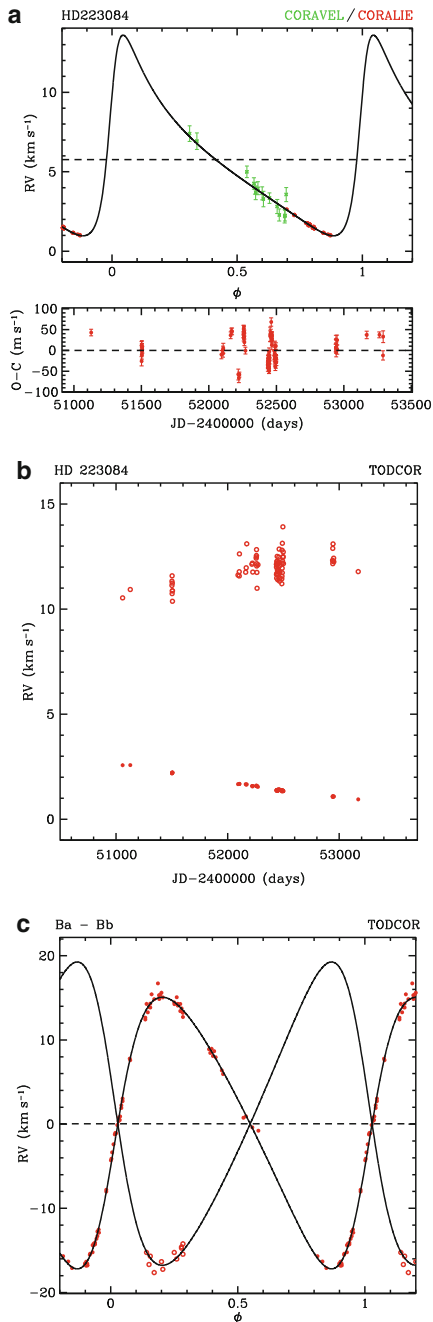 a HD223084 CORAVEL / CORALIE
10
5
0
RV (km s⁻¹)
0 0.5 1
ϕ
100
50
0
−50
−100
O-C (m s⁻¹)
51000 51500 52000 52500 53000 53500
JD-2400000 (days)
b HD 223084 TODCOR
15
10
5
0
RV (km s⁻¹)
51000 52000 53000
JD-2400000 (days)
c Ba - Bb TODCOR
20
10
0
−10
−20
RV (km s⁻¹)
0 0.5 1
ϕ